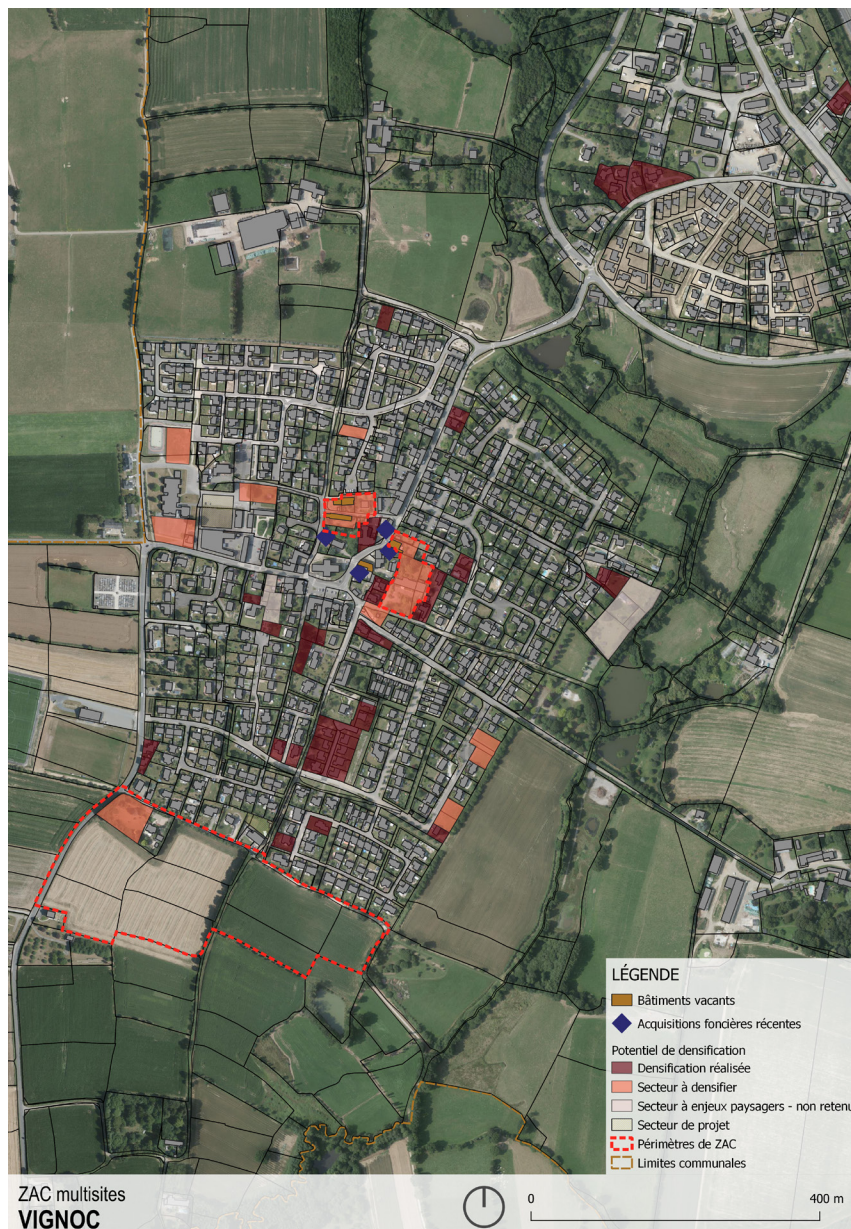 LÉGENDE
Bâtiments vacants
Acquisitions foncières récentes
Potentiel de densification
Densification réalisée
Secteur à densifier
Secteur à enjeux paysagers - non retenu
Secteur de projet
Périmètres de ZAC
Limites communales
ZAC multisites
VIGNOC
0
400 m